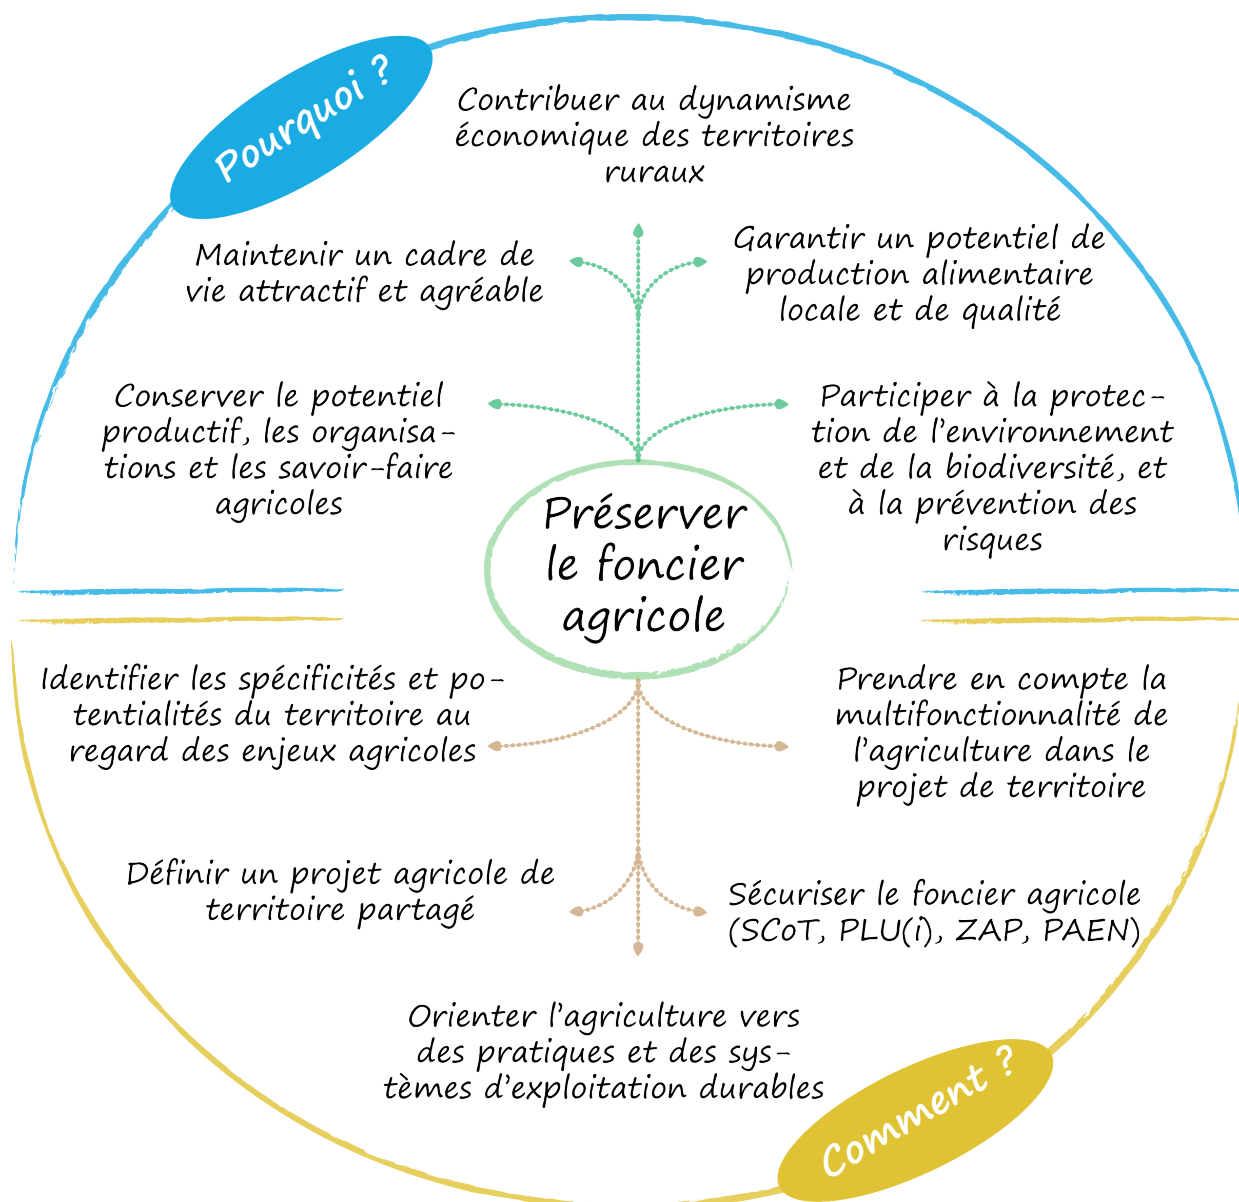 Pourquoi ?
Contribuer au dynamisme
économique des territoires
ruraux
Maintenir un cadre de
vie attractif et agréable
Garantir un potentiel de
production alimentaire
locale et de qualité
Conserver le potentiel
productif, les organisa-
tions et les savoir-faire
agricoles
Participer à la protec-
tion de l'environnement
et de la biodiversité, et
à la prévention des
risques
Préserver
le foncier
agricole
Identifier les spécificités et po-
tentialités du territoire au
regard des enjeux agricoles
Prendre en compte la
multifonctionnalité de
l'agriculture dans le
projet de territoire
Définir un projet agricole de
territoire partagé
Sécuriser le foncier agricole
(SCoT, PLU(i), ZAP, PAEN)
Orienter l'agriculture vers
des pratiques et des sys-
tèmes d'exploitation durables
Comment ?